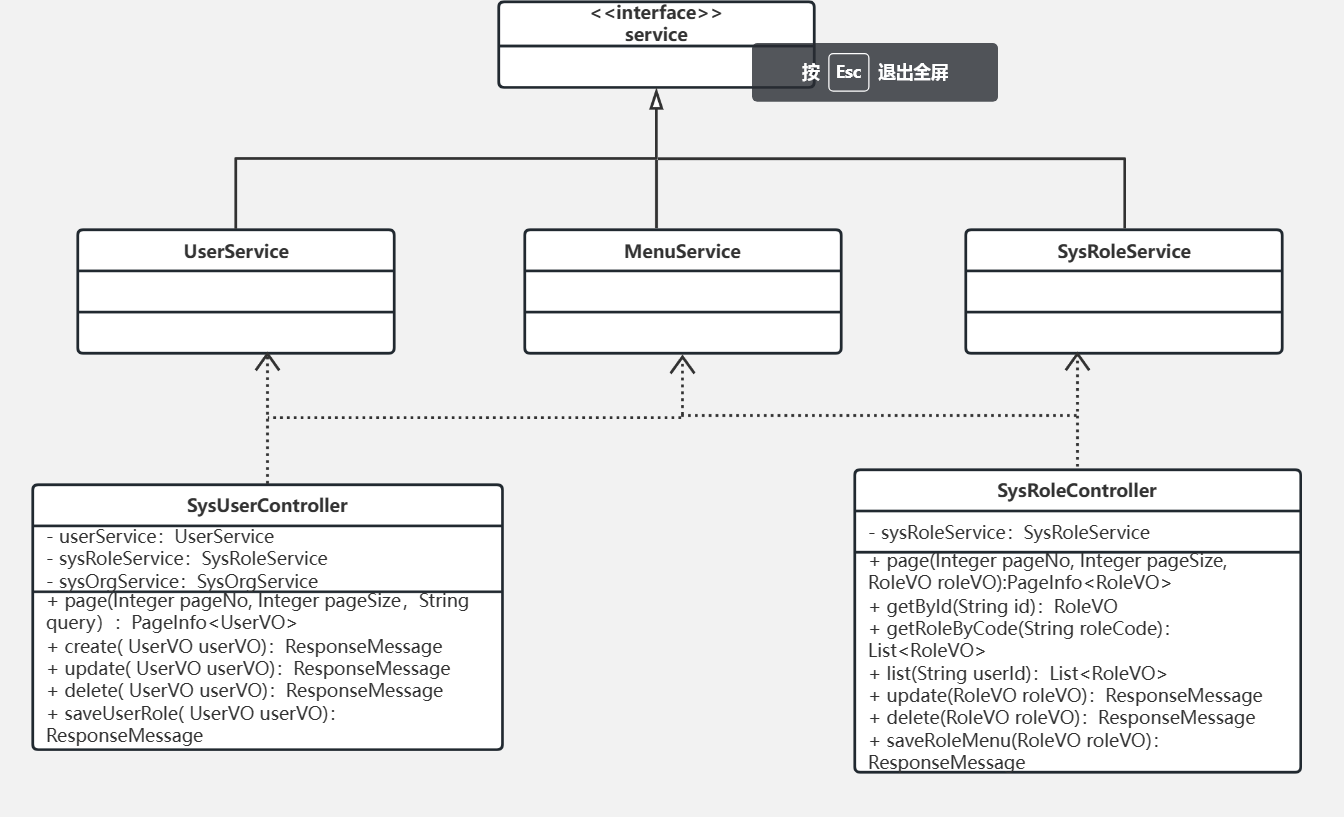 <<interface>>
service
按 Esc 退出全屏
UserService
MenuService
SysRoleService
SysUserController
- userService：UserService
- sysRoleService：SysRoleService
- sysOrgService：SysOrgService
+ page(Integer pageNo, Integer pageSize，String
query）：PageInfo<UserVO>
+ create( UserVO userVO)：ResponseMessage
+ update( UserVO userVO)：ResponseMessage
+ delete( UserVO userVO)：ResponseMessage
+ saveUserRole( UserVO userVO)：
ResponseMessage
SysRoleController
- sysRoleService：SysRoleService
+ page(Integer pageNo, Integer pageSize,
RoleVO roleVO):PageInfo<RoleVO>
+ getById(String id)：RoleVO
+ getRoleByCode(String roleCode)：
List<RoleVO>
+ list(String userId)：List<RoleVO>
+ update(RoleVO roleVO)：ResponseMessage
+ delete(RoleVO roleVO)：ResponseMessage
+ saveRoleMenu(RoleVO roleVO)：
ResponseMessage